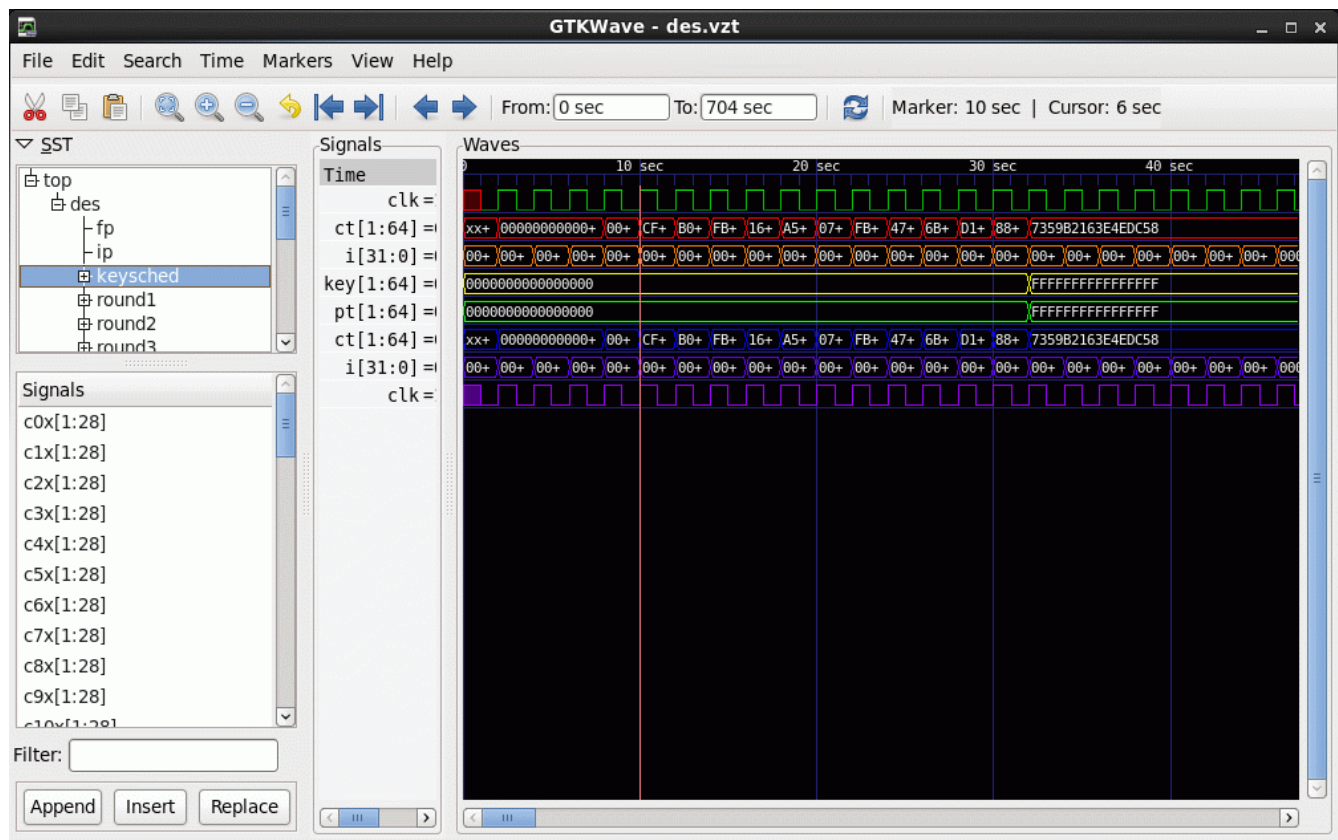 GTKWave - des.vzt
File Edit Search Time Markers View Help
From: 0 sec To: 704 sec Marker: 10 sec | Cursor: 6 sec
SST
top
des
fp
ip
keysched
round1
round2
round3
Signals
c0x[1:28]
c1x[1:28]
c2x[1:28]
c3x[1:28]
c4x[1:28]
c5x[1:28]
c6x[1:28]
c7x[1:28]
c8x[1:28]
c9x[1:28]
c10x[1:28]
Filter:
Append Insert Replace
Signals
Time
clk =
ct[1:64] =
i[31:0] =
key[1:64] =
pt[1:64] =
ct[1:64] =
i[31:0] =
clk =
Waves
0 10 sec 20 sec 30 sec 40 sec
xx+ 00000000000+ 00+ CF+ B0+ FB+ 16+ A5+ 07+ FB+ 47+ 6B+ D1+ 88+ 7359B2163E4EDC58
00+ 00+ 00+ 00+ 00+ 00+ 00+ 00+ 00+ 00+ 00+ 00+ 00+ 00+ 00+ 00+ 00+ 00+ 00+ 00+ 00+ 00+ 00+ 000
0000000000000000 FFFFFFFFFFFFFFFF
0000000000000000 FFFFFFFFFFFFFFFF
xx+ 00000000000+ 00+ CF+ B0+ FB+ 16+ A5+ 07+ FB+ 47+ 6B+ D1+ 88+ 7359B2163E4EDC58
00+ 00+ 00+ 00+ 00+ 00+ 00+ 00+ 00+ 00+ 00+ 00+ 00+ 00+ 00+ 00+ 00+ 00+ 00+ 00+ 00+ 00+ 00+ 000